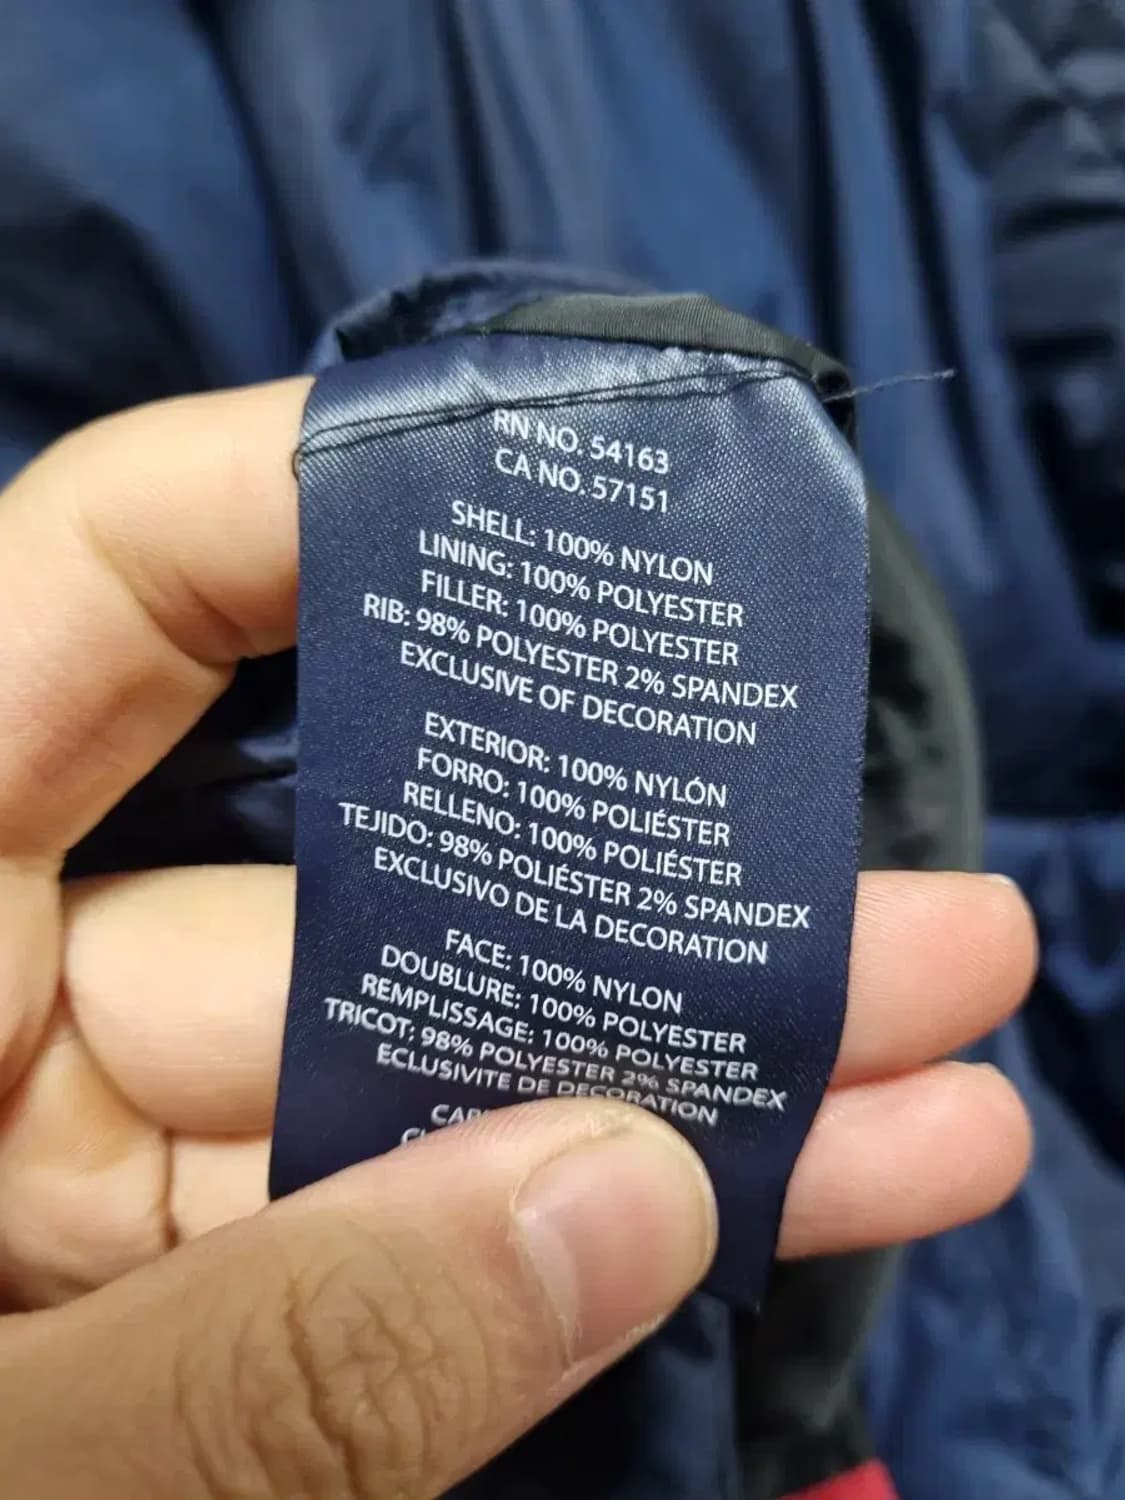 RN NO. 54163
CA NO. 57151
SHELL: 100% NYLON
LINING: 100% POLYESTER
FILLER: 100% POLYESTER
RIB: 98% POLYESTER 2% SPANDEX
EXCLUSIVE OF DECORATION
EXTERIOR: 100% NYLÓN
FORRO: 100% POLIÉSTER
RELLENO: 100% POLIÉSTER
TEJIDO: 98% POLIÉSTER 2% SPANDEX
EXCLUSIVO DE LA DECORATION
FACE: 100% NYLON
DOUBLURE: 100% POLYESTER
REMPLISSAGE: 100% POLYESTER
TRICOT: 98% POLYESTER 2% SPANDEX
ECLUSIVITE DE DECORATION